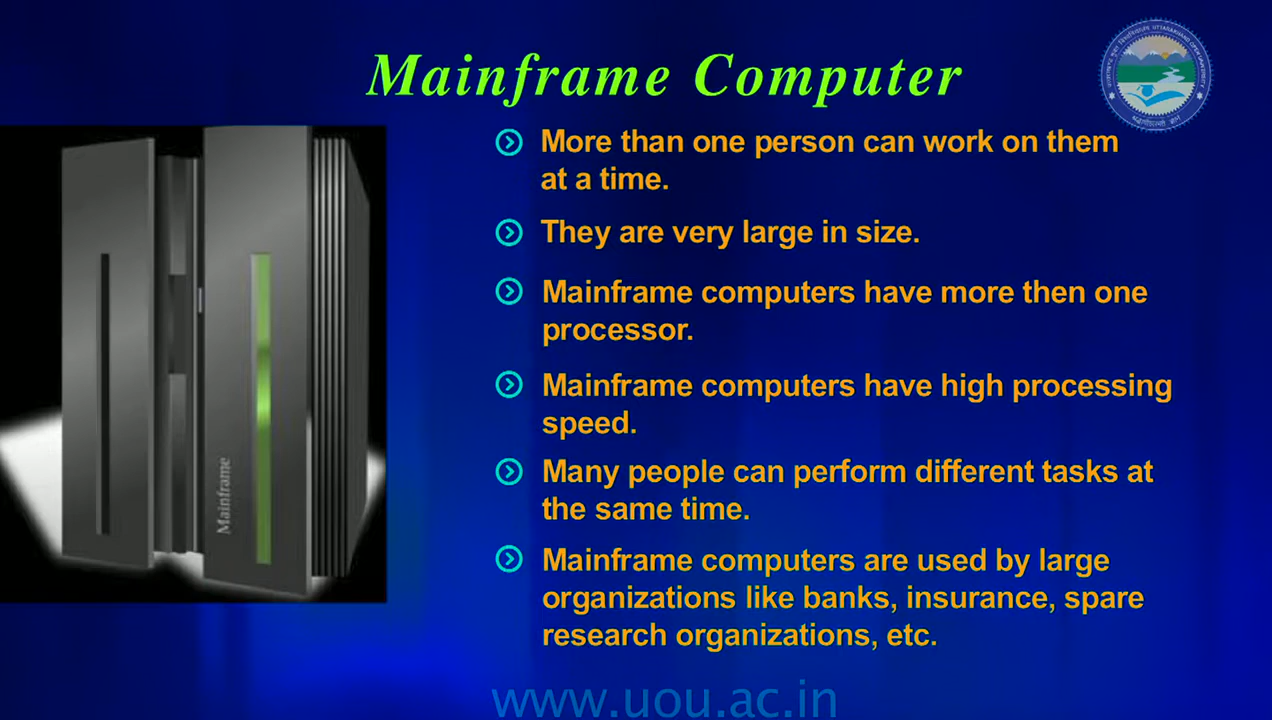 Mainframe Computer
More than one person can work on them
at a time.
They are very large in size.
Mainframe computers have more then one
processor.
Mainframe computers have high processing
speed.
Many people can perform different tasks at
the same time.
Mainframe computers are used by large
organizations like banks, insurance, spare
research organizations, etc.
Mainframe
www.uou.ac.in